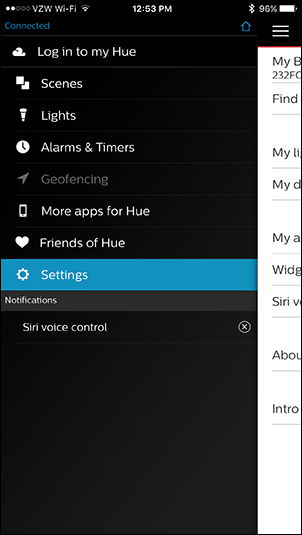 VZW Wi-Fi 12:53 PM 96%
Connected
Log in to my Hue
Scenes
Lights
Alarms & Timers
Geofencing
More apps for Hue
Friends of Hue
Settings
Notifications
Siri voice control
My B
232FC
Find
My li
My d
My a
Widg
Siri v
Abou
Intro